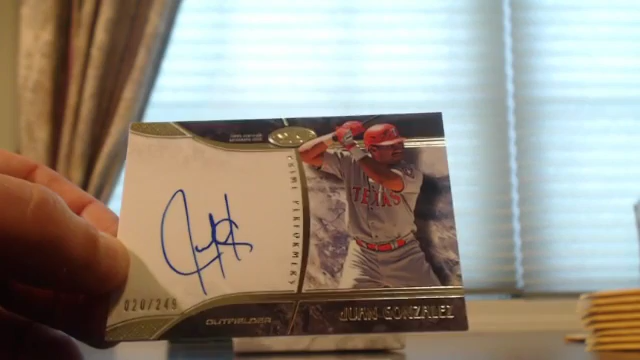 PRIME PERFORMERS
TEXAS
020/249
OUTFIELDER
JUAN GONZALEZ